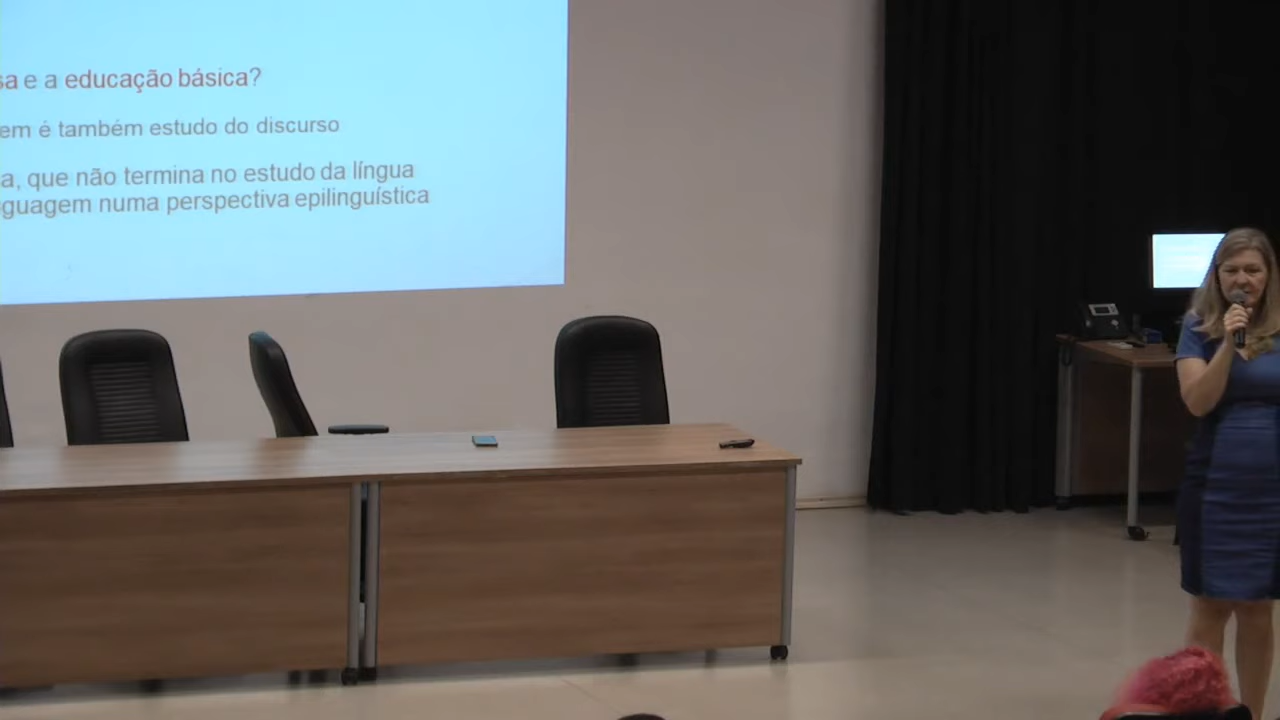 sa e a educação básica?
em é também estudo do discurso
a, que não termina no estudo da língua
guagem numa perspectiva epilinguística